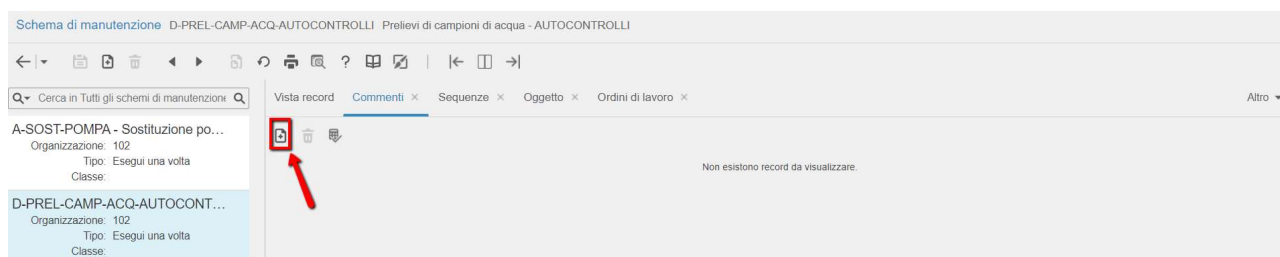 Schema di manutenzione D-PREL-CAMP-ACQ-AUTOCONTROLLI Prelievi di campioni di acqua - AUTOCONTROLLI
Cerca in Tutti gli schemi di manutenzione
Vista record Commenti × Sequenze × Oggetto × Ordini di lavoro × Altro
A-SOST-POMPA - Sostituzione po...
Organizzazione: 102
Tipo: Esegui una volta
Classe:
Non esistono record da visualizzare.
D-PREL-CAMP-ACQ-AUTOCONT...
Organizzazione: 102
Tipo: Esegui una volta
Classe: